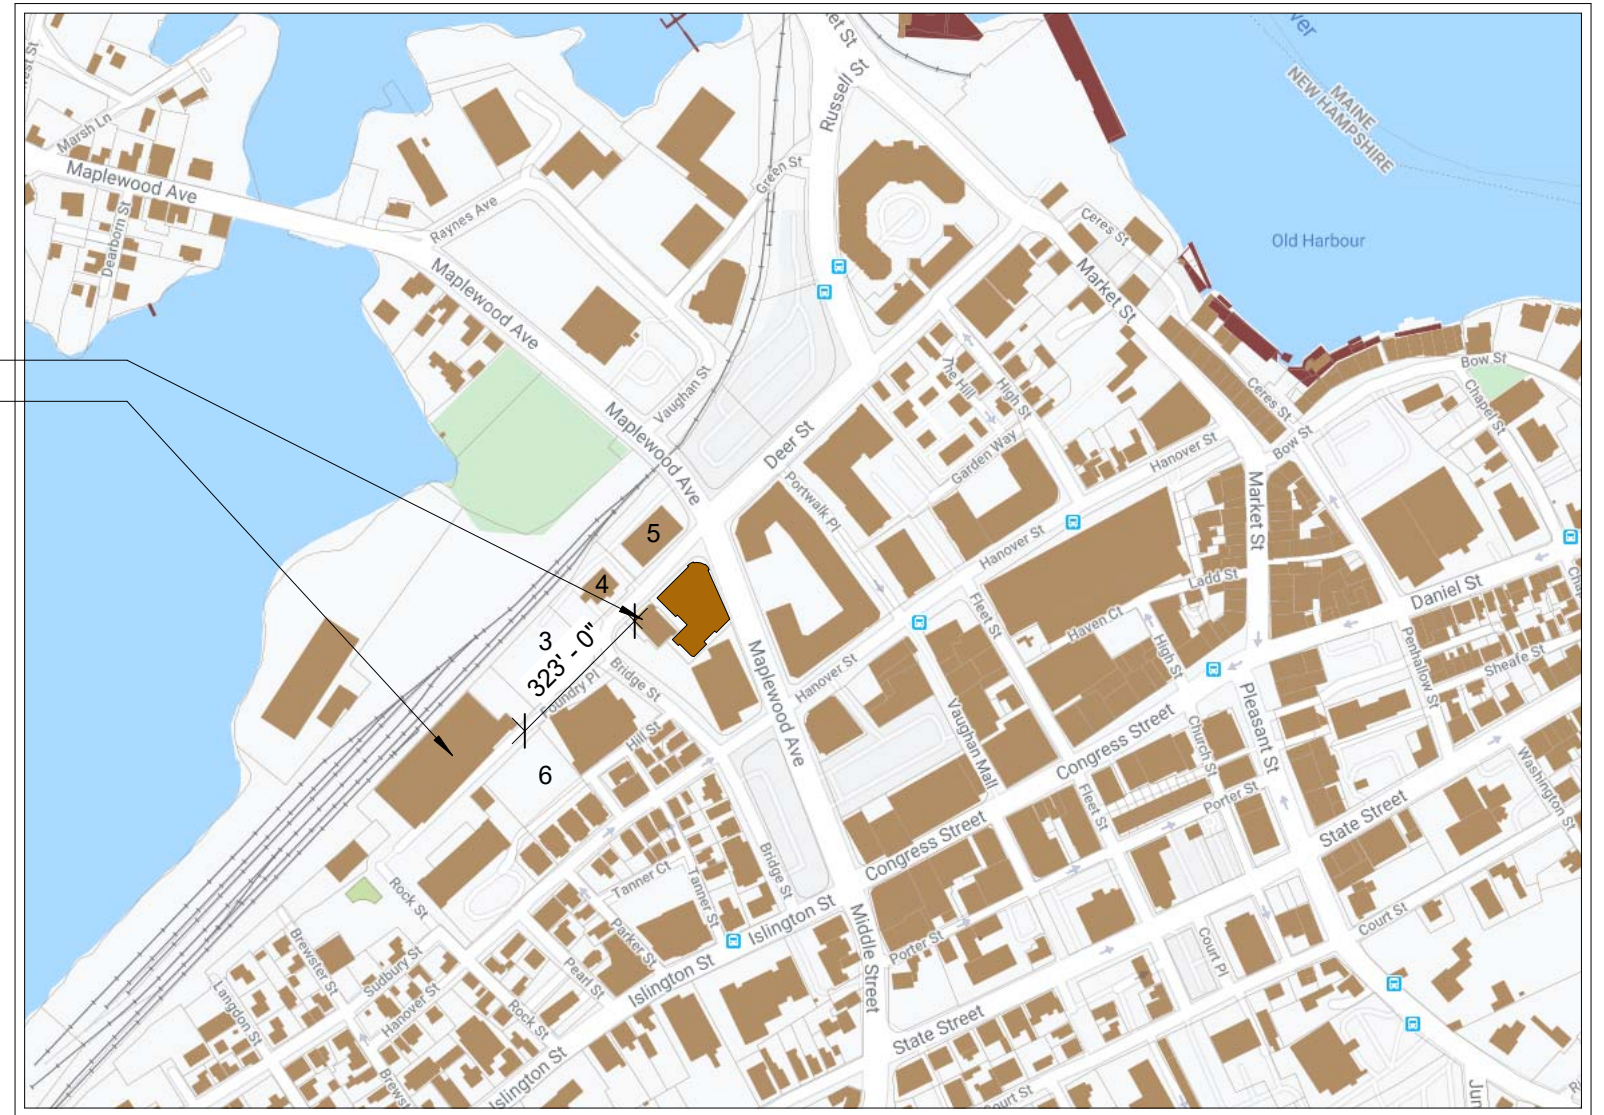 Russell St
Marsh Ln
Maplewood Ave
Dearborn St
Raynes Ave
Green St
MAINE
NEW HAMPSHIRE
Old Harbour
Ceres St
Market St
Maplewood Ave
Vaughan St
The Hill
High St
Garden Way
Ceres St
Bow St
Chapel St
Bow St
Maplewood Ave
Deer St
Portwalk Pl
Hanover St
Market St
5
Hanover St
4
Ladd St
Daniel St
Fleet St
Haven Ct
High St
Penhallow St
Sheafe St
3
323' - 0"
Bridge St
Hanover St
Maplewood Ave
Vaughan Mall
Pleasant St
Church St
Congress Street
Hill St
6
Fleet St
Porter St
Washington St
State Street
Congress Street
Bridge St
Tanner Ct
Tanner St
Rock St
Parker St
Islington St
Middle Street
Porter St
Court St
Court Pl
Brewster St
Sudbury St
Pearl St
Islington St
Langdon St
Hanover St
Rock St
State Street
Islington St